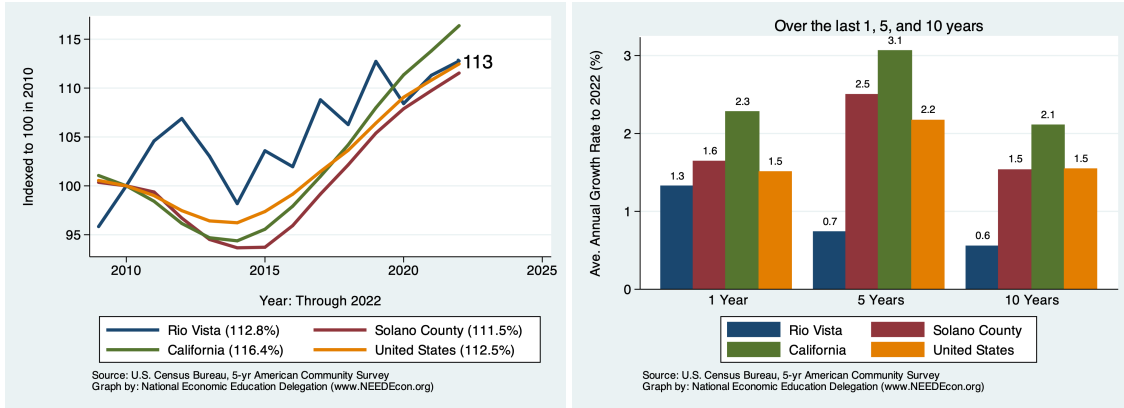 Indexed to 100 in 2010
115
110
105
100
95
113
2010
2015
2020
2025
Year: Through 2022
Rio Vista (112.8%)
Solano County (111.5%)
California (116.4%)
United States (112.5%)
Source: U.S. Census Bureau, 5-yr American Community Survey
Graph by: National Economic Education Delegation (www.NEEDEcon.org)
Over the last 1, 5, and 10 years
Ave. Annual Growth Rate to 2022 (%)
3
2
1
0
1.3
1.6
2.3
1.5
0.7
2.5
3.1
2.2
0.6
1.5
2.1
1.5
1 Year
5 Years
10 Years
Rio Vista
Solano County
California
United States
Source: U.S. Census Bureau, 5-yr American Community Survey
Graph by: National Economic Education Delegation (www.NEEDEcon.org)